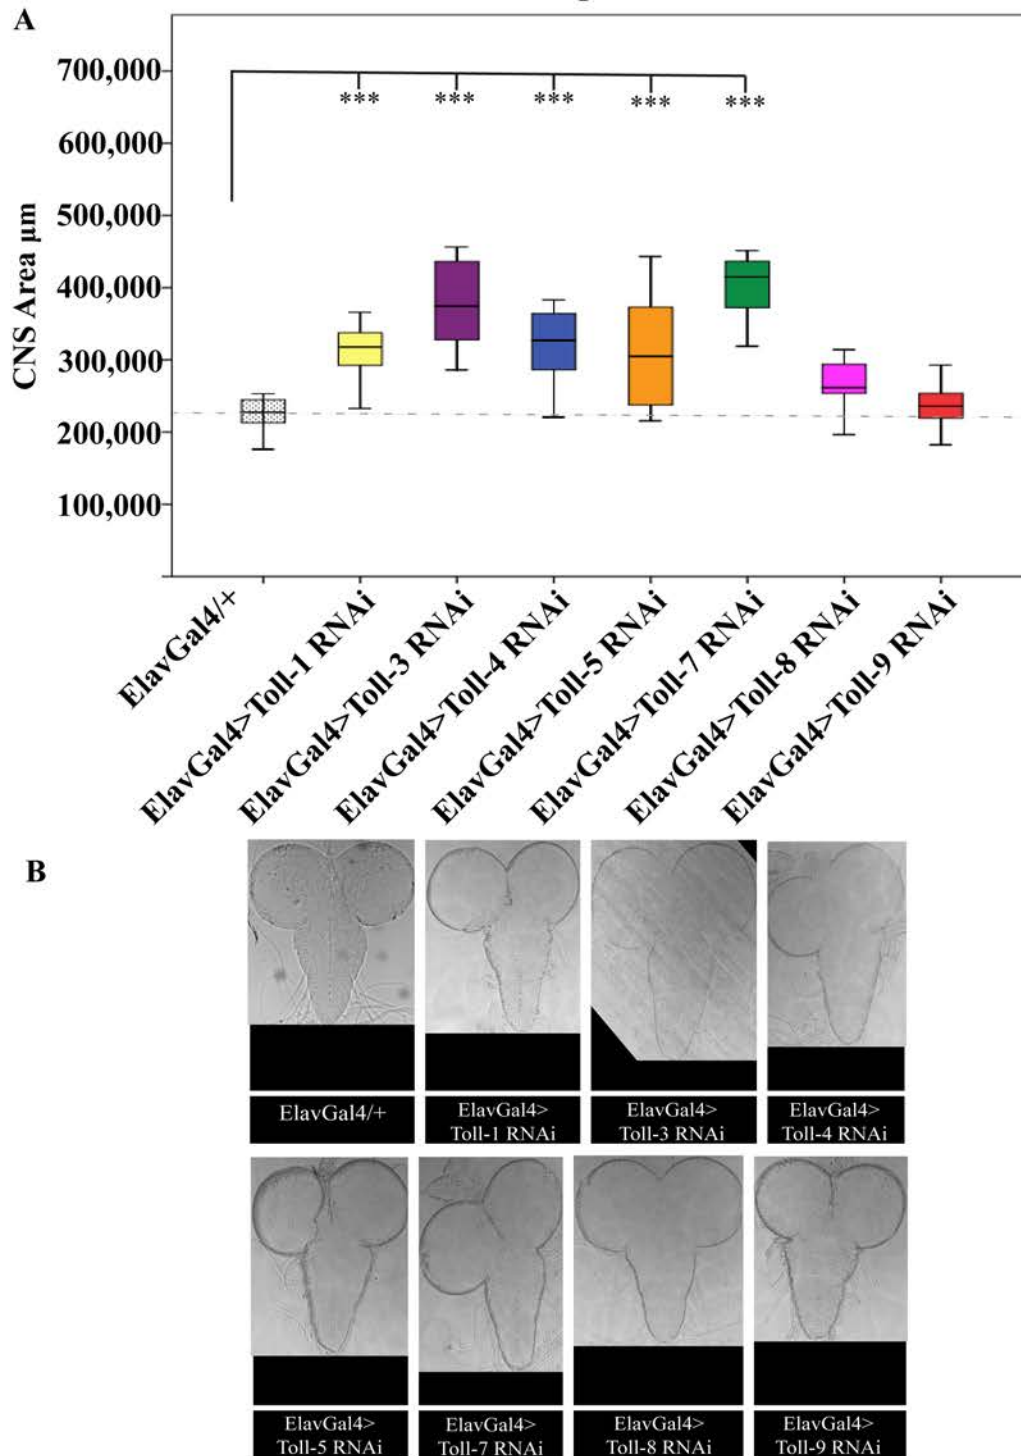 A
700,000
600,000
500,000
400,000
300,000
200,000
100,000
CNS Area μm
*** *** *** *** ***
ElavGal4/+
ElavGal4>Toll-1 RNAi
ElavGal4>Toll-3 RNAi
ElavGal4>Toll-4 RNAi
ElavGal4>Toll-5 RNAi
ElavGal4>Toll-7 RNAi
ElavGal4>Toll-8 RNAi
ElavGal4>Toll-9 RNAi
B
ElavGal4/+
ElavGal4>
Toll-1 RNAi
ElavGal4>
Toll-3 RNAi
ElavGal4>
Toll-4 RNAi
ElavGal4>
Toll-5 RNAi
ElavGal4>
Toll-7 RNAi
ElavGal4>
Toll-8 RNAi
ElavGal4>
Toll-9 RNAi